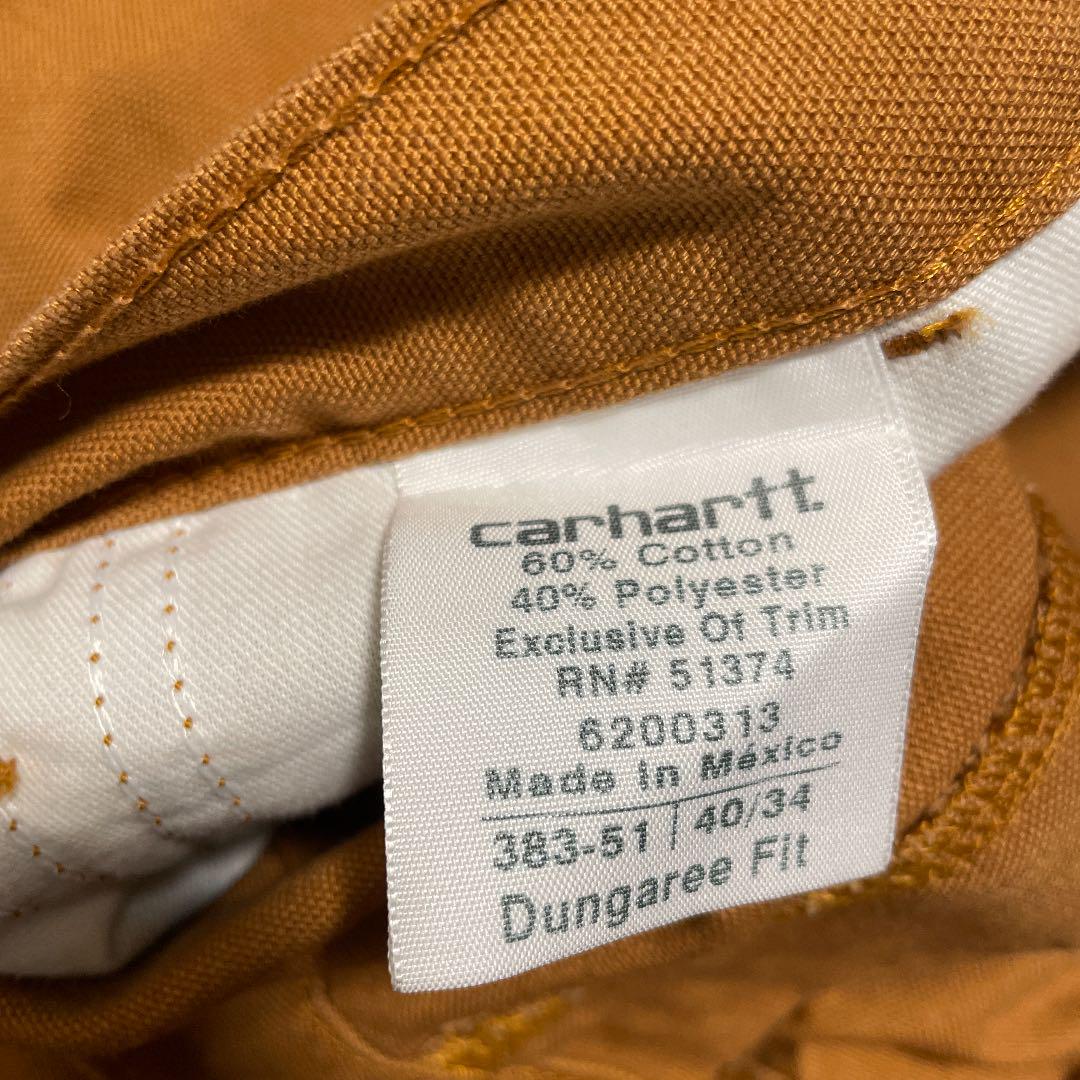 carhartt.
60% Cotton
40% Polyester
Exclusive Of Trim
RN# 51374
6200313
Made In México
383-51 | 40/34
Dungaree Fit